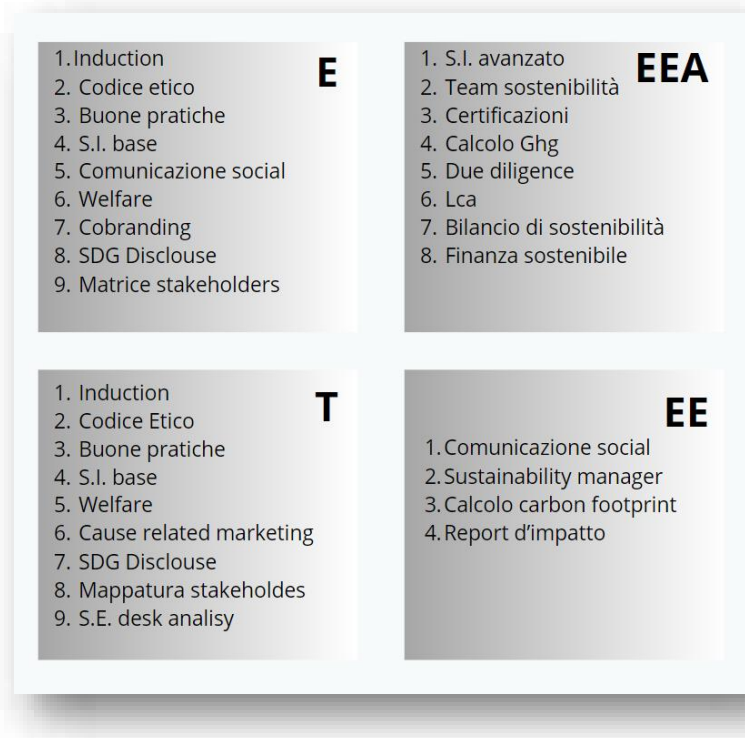 E
1. Induction
2. Codice etico
3. Buone pratiche
4. S.I. base
5. Comunicazione social
6. Welfare
7. Cobranding
8. SDG Disclouse
9. Matrice stakeholders
EEA
1. S.I. avanzato
2. Team sostenibilità
3. Certificazioni
4. Calcolo Ghg
5. Due diligence
6. Lca
7. Bilancio di sostenibilità
8. Finanza sostenibile
T
1. Induction
2. Codice Etico
3. Buone pratiche
4. S.I. base
5. Welfare
6. Cause related marketing
7. SDG Disclouse
8. Mappatura stakeholdes
9. S.E. desk analisy
EE
1. Comunicazione social
2. Sustainability manager
3. Calcolo carbon footprint
4. Report d'impatto